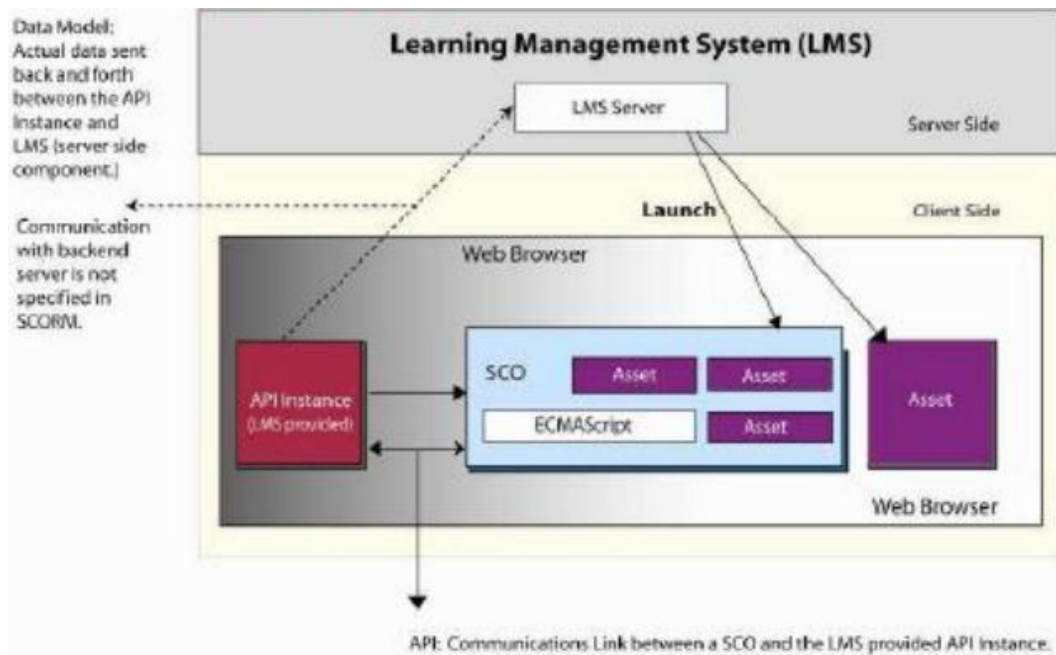 Data Model:
Actual data sent
back and forth
between the API
Instance and
LMS (server side
component.)
Communication
with backend
server is not
specified in
SCORM.
Learning Management System (LMS)
LMS Server
Server Side
Launch
Client Side
Web Browser
API Instance
(LMS provided)
SCO
Asset
Asset
ECMAScript
Asset
Asset
Web Browser
API: Communications Link between a SCO and the LMS provided API Instance.